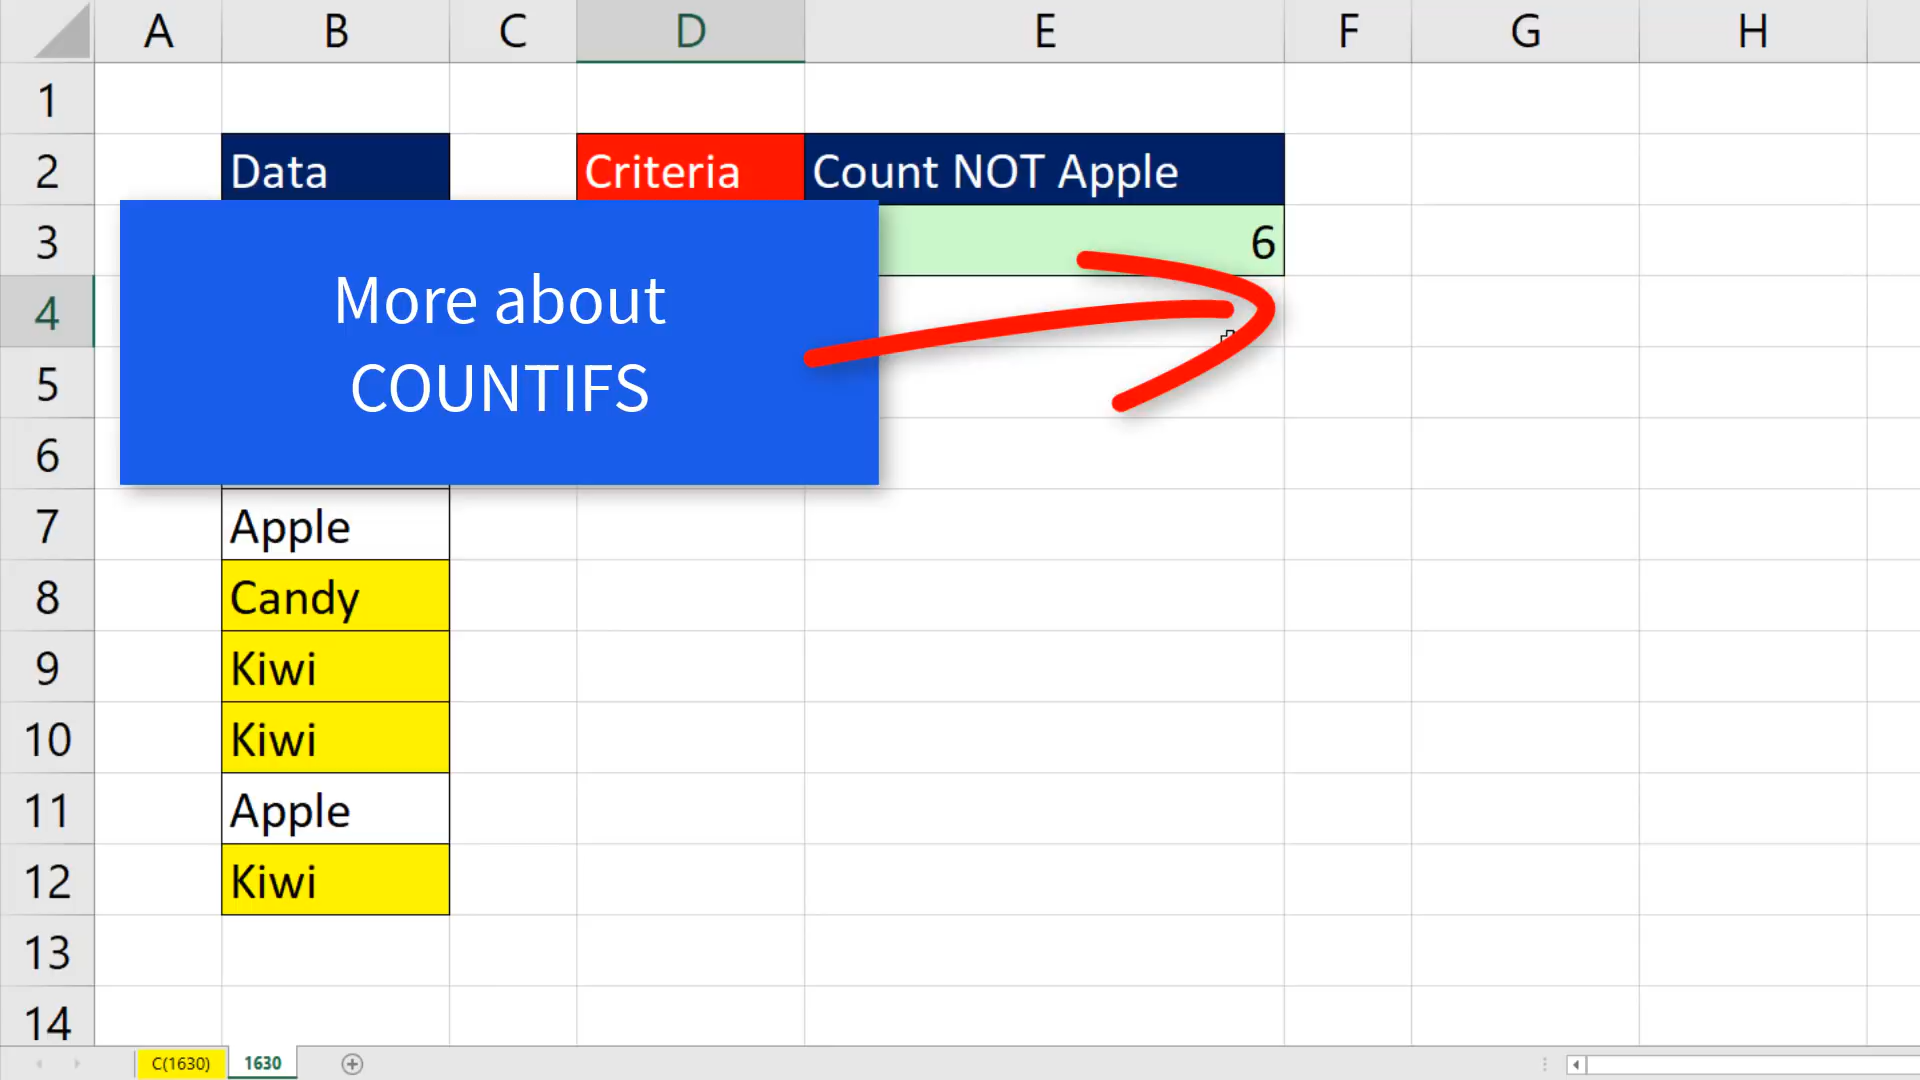 A B C D E F G H
1
2 Data Criteria Count NOT Apple
3 6
More about
4
COUNTIFS
5
6
7 Apple
8 Candy
9 Kiwi
10 Kiwi
11 Apple
12 Kiwi
13
14
C(1630) 1630